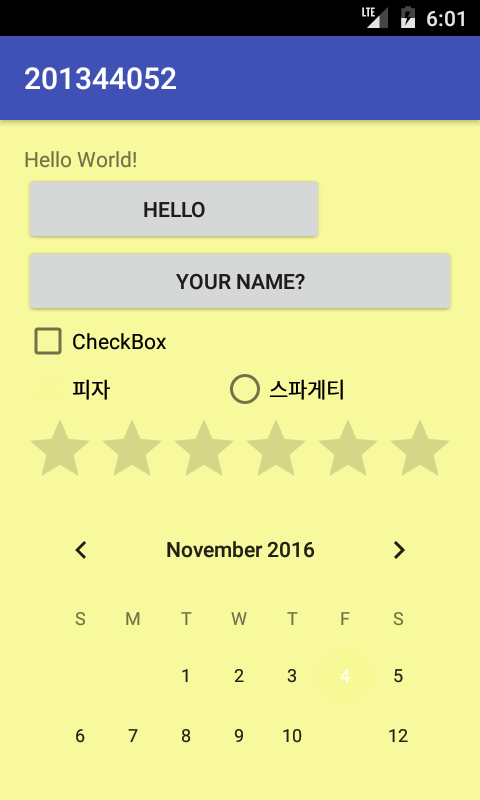 LTE 6:01
201344052
Hello World!
HELLO
YOUR NAME?
CheckBox
피자 스파게티
November 2016
S M T W T F S
1 2 3 4 5
6 7 8 9 10 12